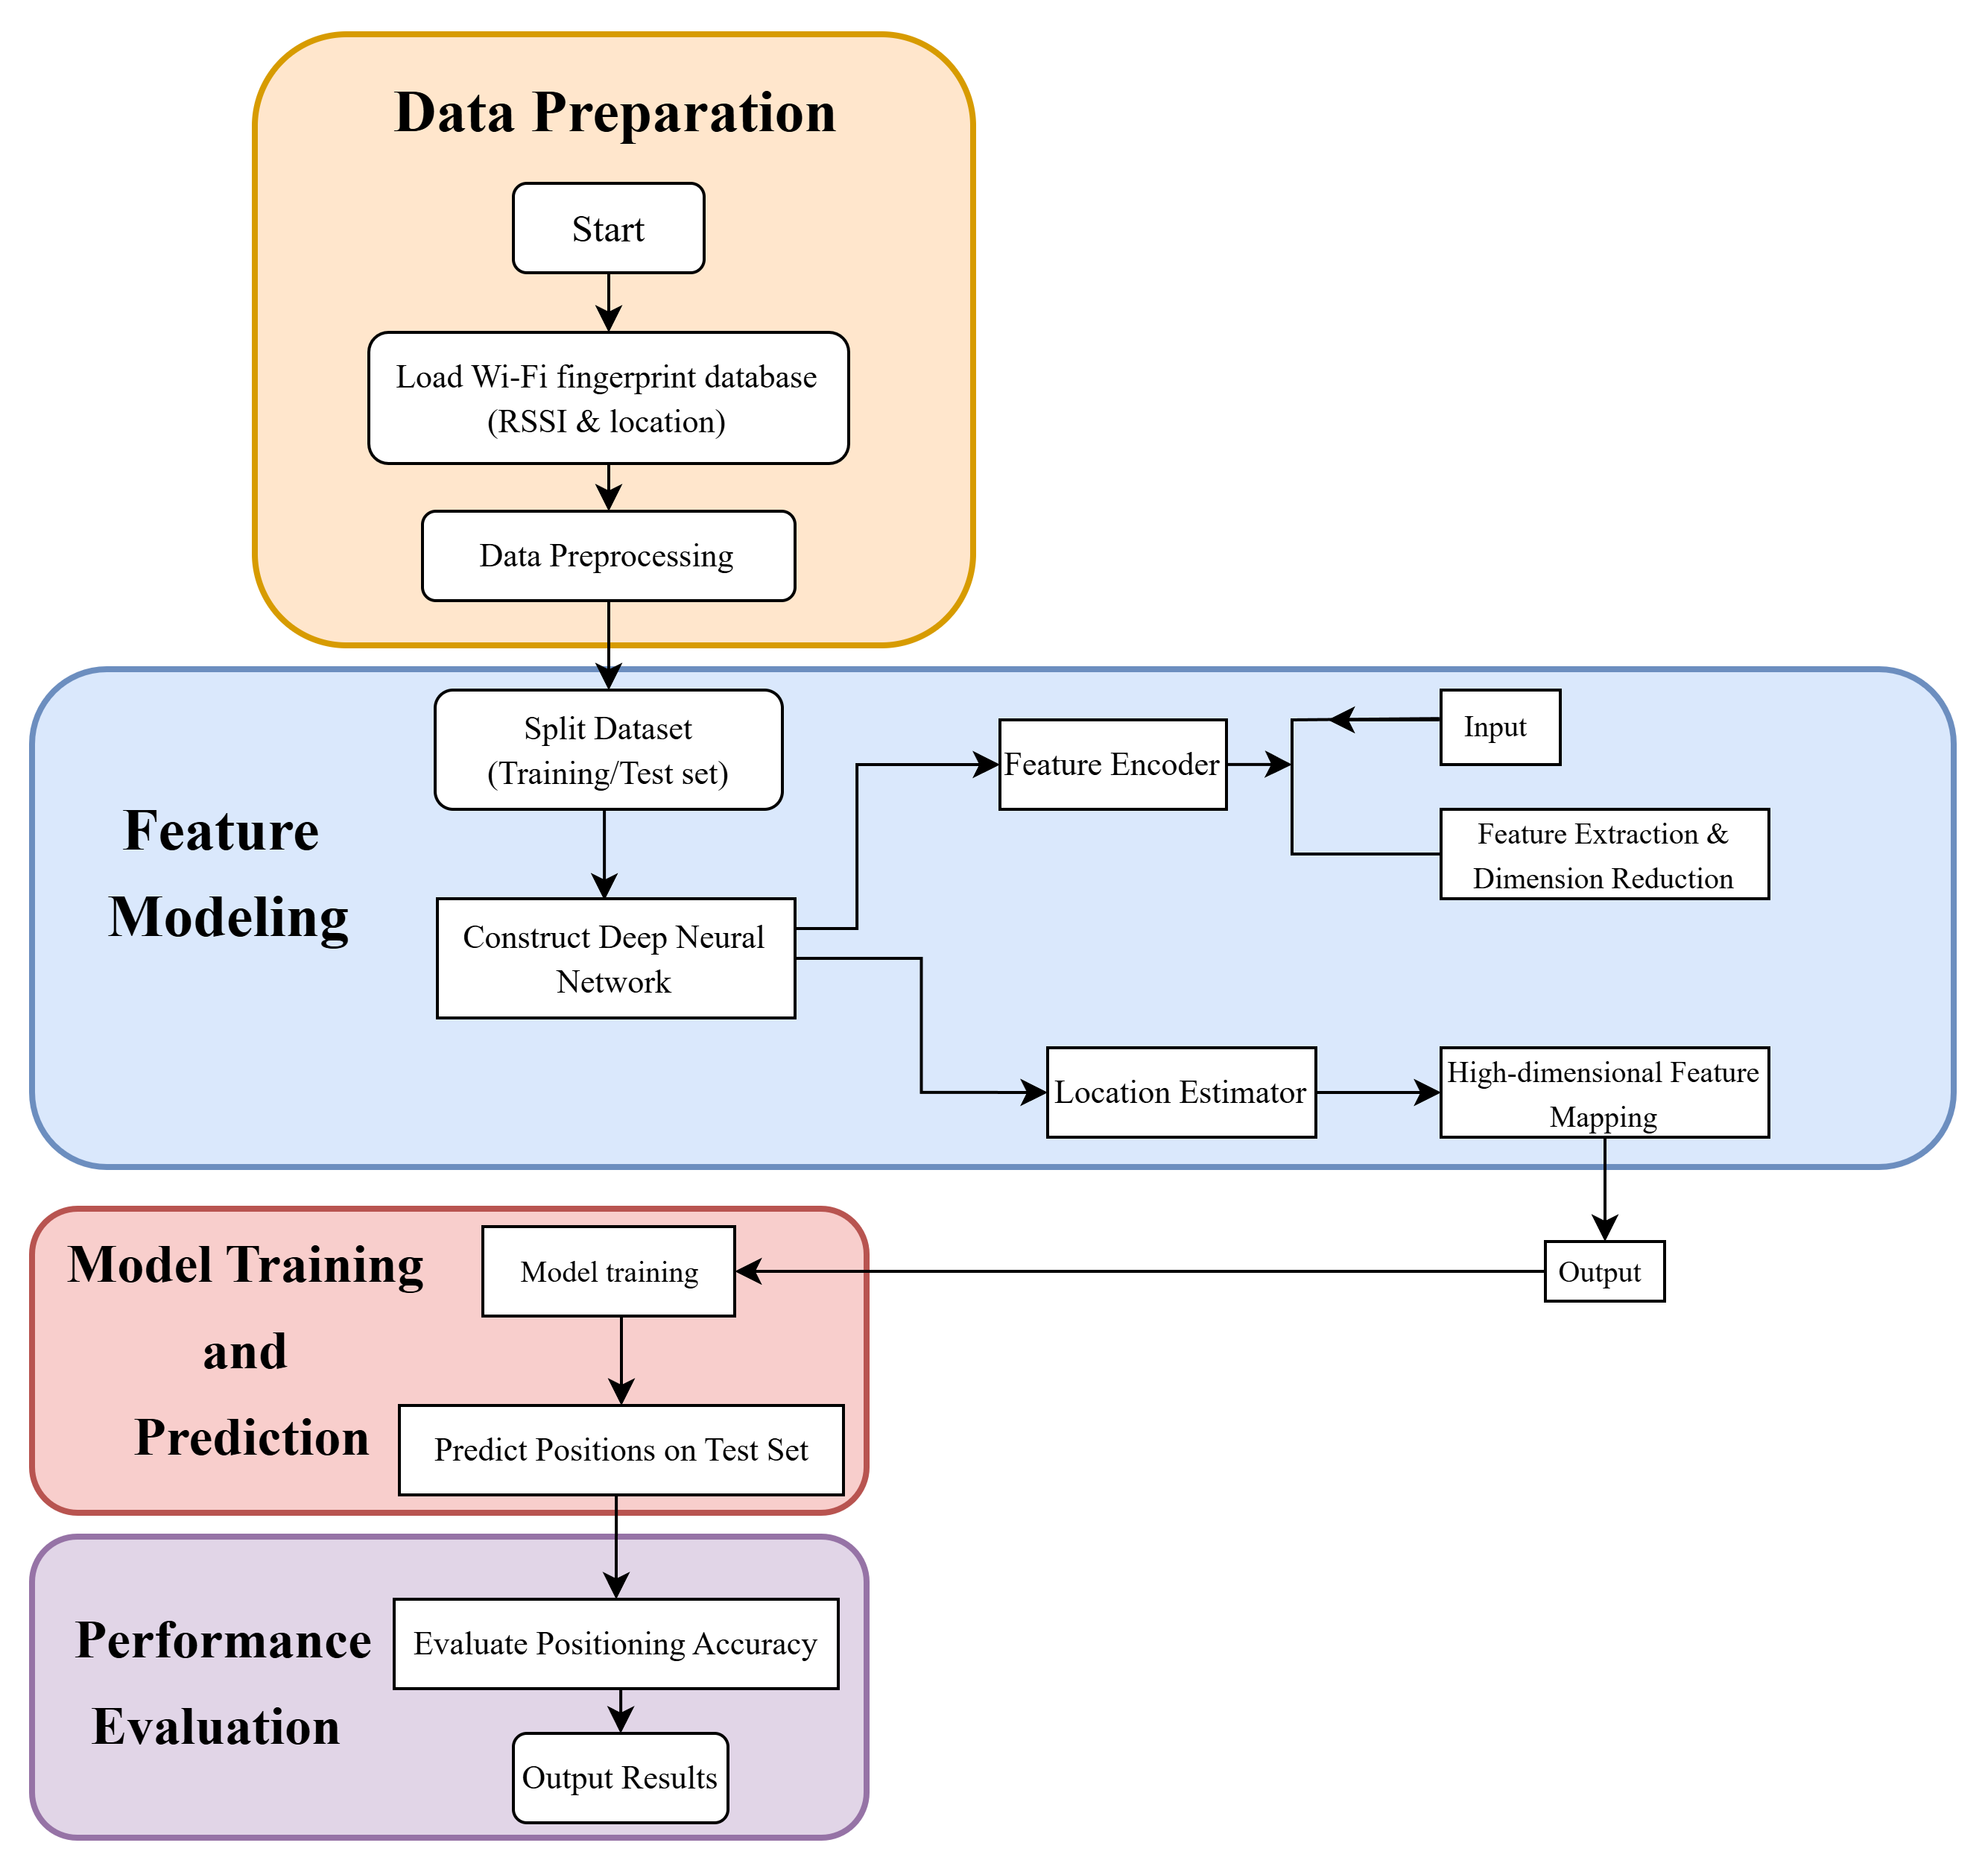 Data Preparation
Start
Load Wi-Fi fingerprint database
(RSSI & location)
Data Preprocessing
Feature
Modeling
Split Dataset
(Training/Test set)
Construct Deep Neural
Network
Feature Encoder
Input
Feature Extraction &
Dimension Reduction
Location Estimator
High-dimensional Feature
Mapping
Output
Model Training
and
Prediction
Model training
Predict Positions on Test Set
Performance
Evaluation
Evaluate Positioning Accuracy
Output Results